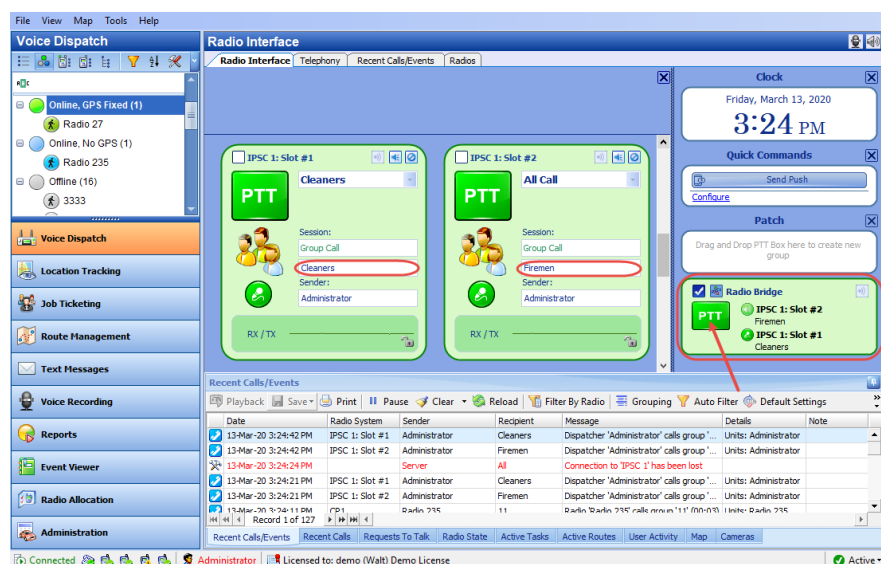 File View Map Tools Help
Voice Dispatch
Online, GPS Fixed (1)
Radio 27
Online, No GPS (1)
Radio 235
Offline (16)
3333
Voice Dispatch
Location Tracking
Job Ticketing
Route Management
Text Messages
Voice Recording
Reports
Event Viewer
Radio Allocation
Administration
Radio Interface
Radio Interface Telephony Recent Calls/Events Radios
IPSC 1: Slot #1
PTT
Cleaners
Session:
Group Call
Cleaners
Sender:
Administrator
RX / TX
IPSC 1: Slot #2
PTT
All Call
Session:
Group Call
Firemen
Sender:
Administrator
RX / TX
Clock
Friday, March 13, 2020
3:24 PM
Quick Commands
Send Push
Configure
Patch
Drag and Drop PTT Box here to create new
group
Radio Bridge
PTT
IPSC 1: Slot #2
Firemen
IPSC 1: Slot #1
Cleaners
Recent Calls/Events
Playback Save Print Pause Clear Reload Filter By Radio Grouping Auto Filter Default Settings
Date Radio System Sender Recipient Message Details Note
13-Mar-20 3:24:42 PM IPSC 1: Slot #1 Administrator Cleaners Dispatcher 'Administrator' calls group '... Units: Administrator
13-Mar-20 3:24:42 PM IPSC 1: Slot #2 Administrator Firemen Dispatcher 'Administrator' calls group '... Units: Administrator
13-Mar-20 3:24:24 PM Server All Connection to 'IPSC 1' has been lost
13-Mar-20 3:24:21 PM IPSC 1: Slot #1 Administrator Cleaners Dispatcher 'Administrator' calls group '... Units: Administrator
13-Mar-20 3:24:21 PM IPSC 1: Slot #2 Administrator Firemen Dispatcher 'Administrator' calls group '... Units: Administrator
13-Mar-20 3:24:11 PM CP1 Radio 235 11 Radio 'Radio 235' calls group '11' (00:03) Units: Radio 235
Record 1 of 127
Recent Calls/Events Recent Calls Requests To Talk Radio State Active Tasks Active Routes User Activity Map Cameras
Connected Administrator Licensed to: demo (Walt) Demo License Active